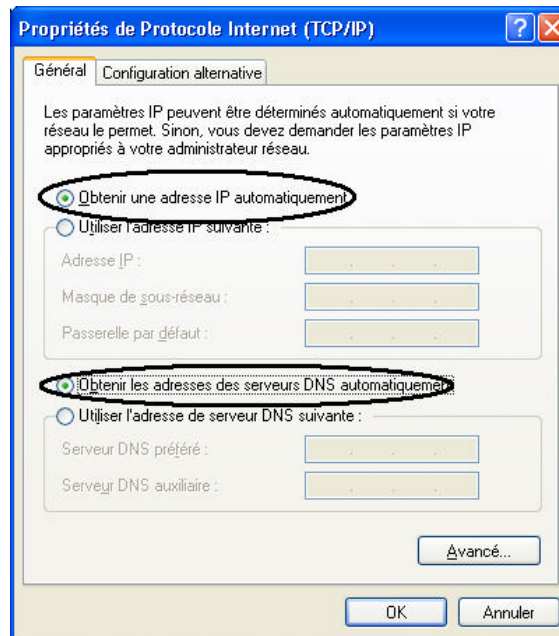 Propriétés de Protocole Internet (TCP/IP)
Général
Configuration alternative
Les paramètres IP peuvent être déterminés automatiquement si votre
réseau le permet. Sinon, vous devez demander les paramètres IP
appropriés à votre administrateur réseau.
Obtenir une adresse IP automatiquement
Utiliser l'adresse IP suivante :
Adresse IP :
Masque de sous-réseau :
Passerelle par défaut :
Obtenir les adresses des serveurs DNS automatiquement
Utiliser l'adresse de serveur DNS suivante :
Serveur DNS préféré :
Serveur DNS auxiliaire :
Avancé...
OK
Annuler